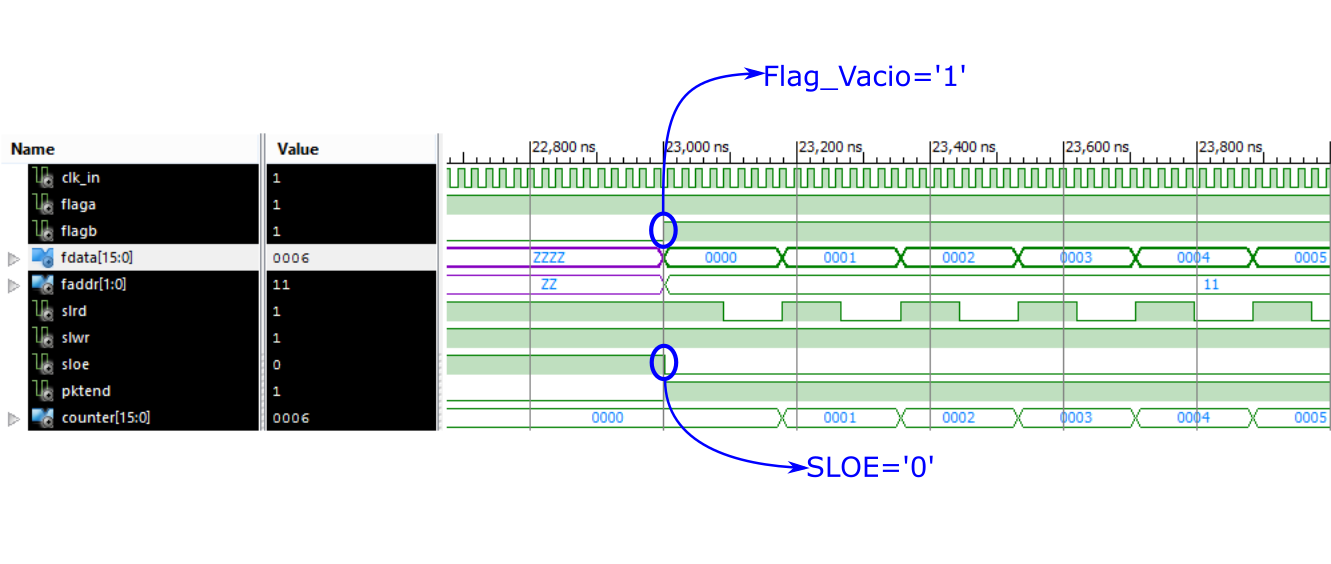 Flag_Vacio='1'
Name Value 22,800 ns 23,000 ns 23,200 ns 23,400 ns 23,600 ns 23,800 ns
clk_in 1
flaga 1
flagb 1
fdata[15:0] 0006 ZZZZ 0000 0001 0002 0003 0004 0005
faddr[1:0] 11 ZZ 11
slrd 1
slwr 1
sloe 0
pktend 1
counter[15:0] 0006 0000 0001 0002 0003 0004 0005
SLOE='0'